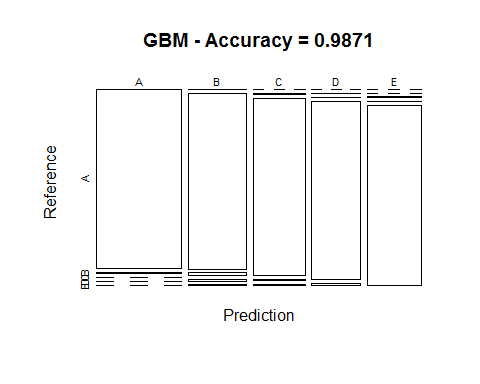 GBM - Accuracy = 0.9871
A B C D E
Reference
A
B
Prediction